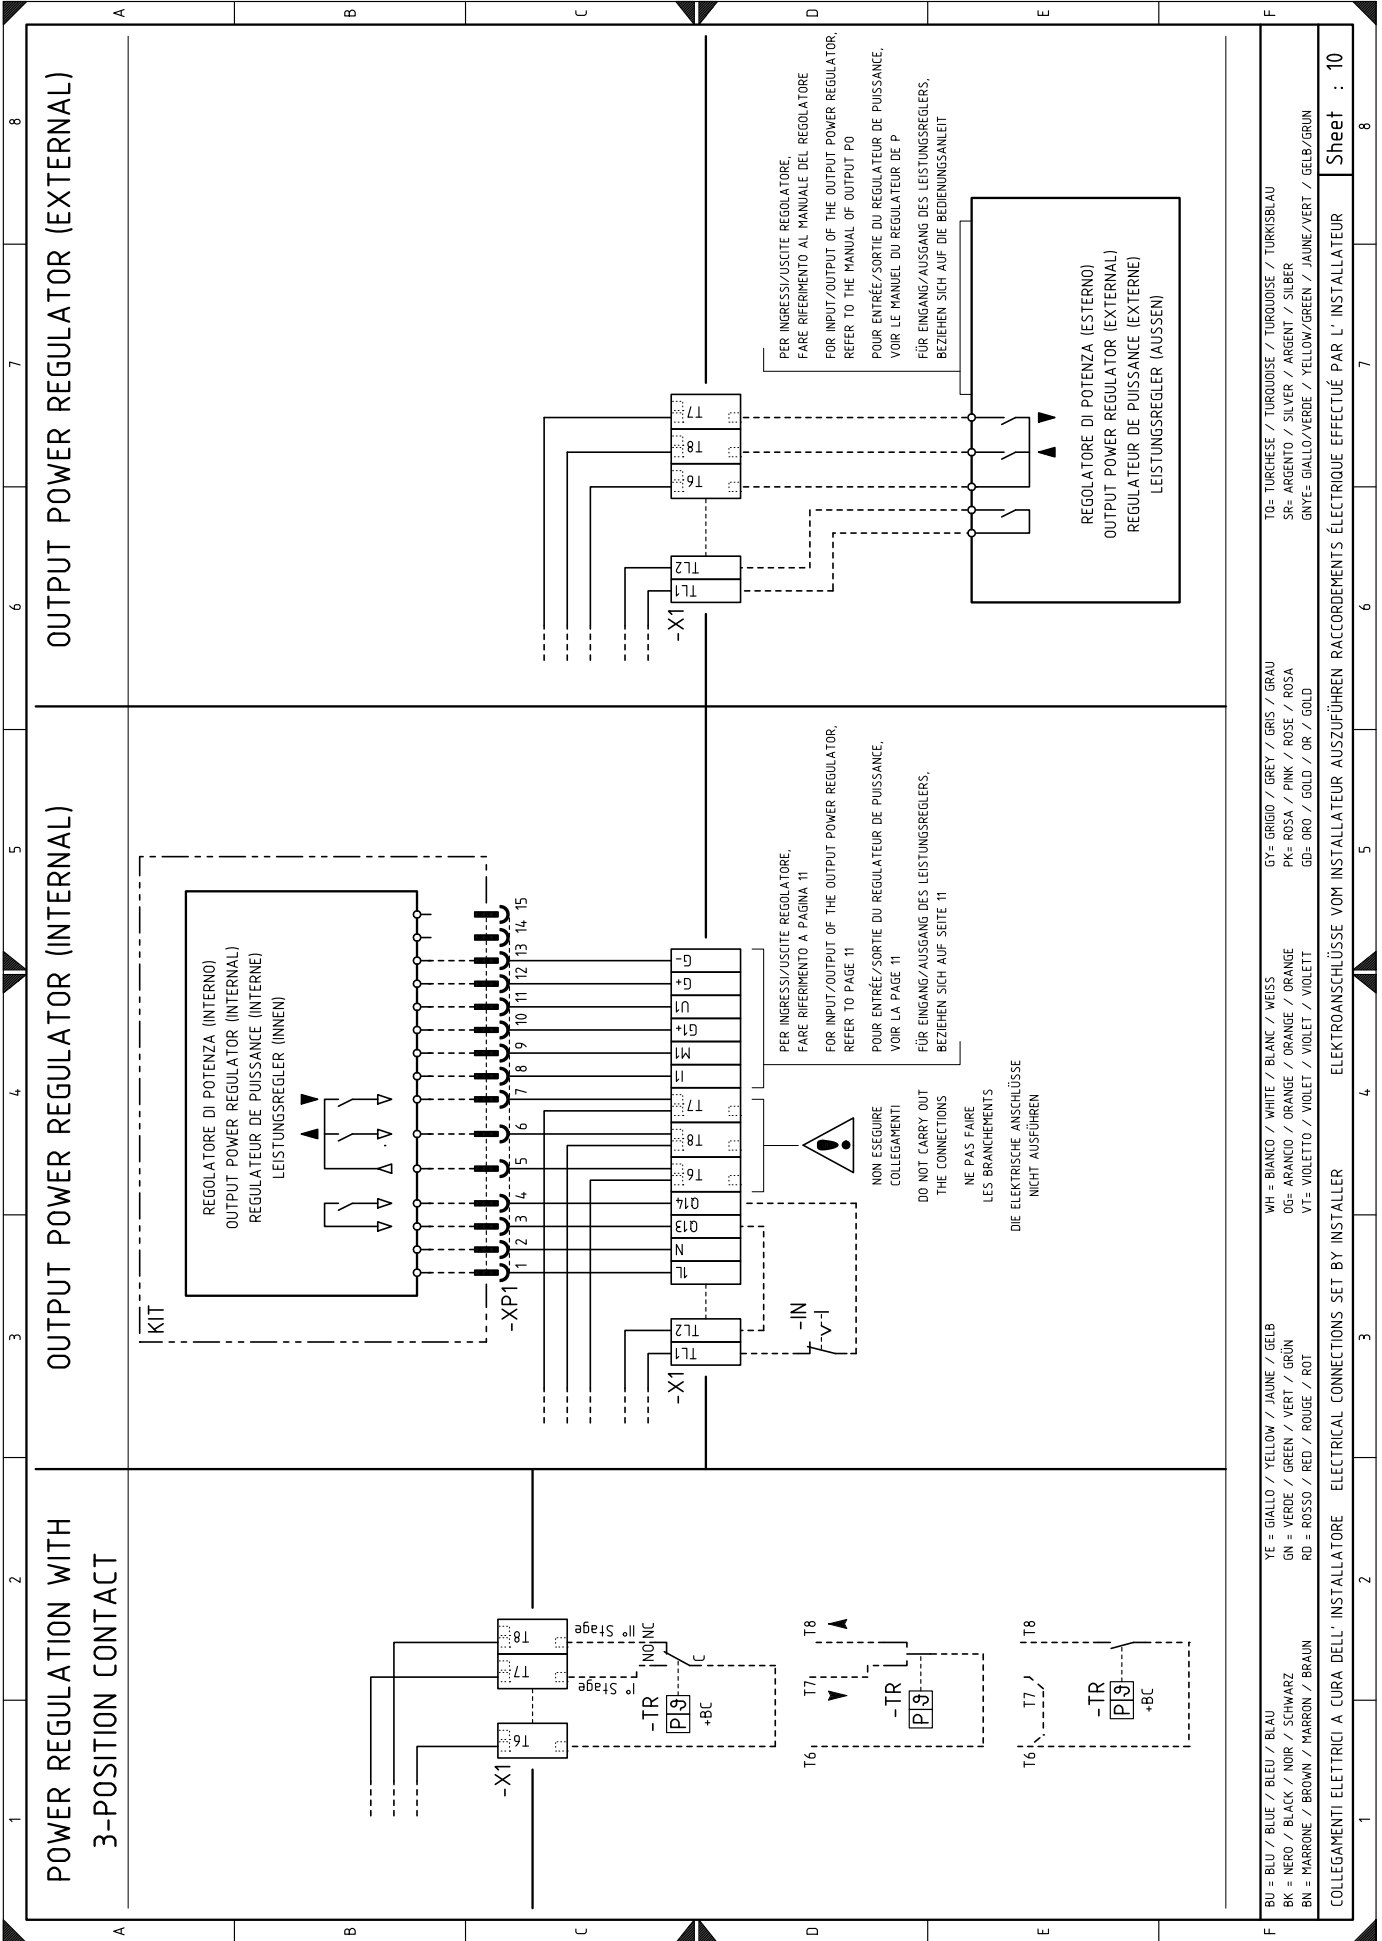 1 2 3 4 5 6 7 8
A
B
C
D
E
F
POWER REGULATION WITH
3-POSITION CONTACT
-X1
T6
T7
T8
I° Stage
II° Stage
NO
NC
C
-TR
P ϑ
+BC
T6
T7
T8
-TR
P ϑ
T6
T7
T8
-TR
P ϑ
+BC
OUTPUT POWER REGULATOR (INTERNAL)
KIT
REGOLATORE DI POTENZA (INTERNO)
OUTPUT POWER REGULATOR (INTERNAL)
REGULATEUR DE PUISSANCE (INTERNE)
LEISTUNGSREGLER (INNEN)
-XP1
1 2 3 4 5 6 7 8 9 10 11 12 13 14 15
-X1
TL1
TL2
1L
N
Q13
Q14
T6
T8
T7
I1
M1
G1+
U1
G+
G-
-IN
NON ESEGUIRE
COLLEGAMENTI
DO NOT CARRY OUT
THE CONNECTIONS
NE PAS FAIRE
LES BRANCHEMENTS
DIE ELEKTRISCHE ANSCHLÜSSE
NICHT AUSFÜHREN
PER INGRESSI/USCITE REGOLATORE,
FARE RIFERIMENTO A PAGINA 11
FOR INPUT/OUTPUT OF THE OUTPUT POWER REGULATOR,
REFER TO PAGE 11
POUR ENTRÉE/SORTIE DU REGULATEUR DE PUISSANCE,
VOIR LA PAGE 11
FÜR EINGANG/AUSGANG DES LEISTUNGSREGLERS,
BEZIEHEN SICH AUF SEITE 11
OUTPUT POWER REGULATOR (EXTERNAL)
-X1
TL1
TL2
T6
T8
T7
PER INGRESSI/USCITE REGOLATORE,
FARE RIFERIMENTO AL MANUALE DEL REGOLATORE
FOR INPUT/OUTPUT OF THE OUTPUT POWER REGULATOR,
REFER TO THE MANUAL OF OUTPUT PO
POUR ENTRÉE/SORTIE DU REGULATEUR DE PUISSANCE,
VOIR LE MANUEL DU REGULATEUR DE P
FÜR EINGANG/AUSGANG DES LEISTUNGSREGLERS,
BEZIEHEN SICH AUF DIE BEDIENUNGSANLEIT
REGOLATORE DI POTENZA (ESTERNO)
OUTPUT POWER REGULATOR (EXTERNAL)
REGULATEUR DE PUISSANCE (EXTERNE)
LEISTUNGSREGLER (AUSSEN)
BU = BLU / BLUE / BLEU / BLAU
BK = NERO / BLACK / NOIR / SCHWARZ
BN = MARRONE / BROWN / MARRON / BRAUN
YE = GIALLO / YELLOW / JAUNE / GELB
GN = VERDE / GREEN / VERT / GRÜN
RD = ROSSO / RED / ROUGE / ROT
WH = BIANCO / WHITE / BLANC / WEISS
OG= ARANCIO / ORANGE / ORANGE / ORANGE
VT= VIOLETTO / VIOLET / VIOLET / VIOLETT
GY= GRIGIO / GREY / GRIS / GRAU
PK= ROSA / PINK / ROSE / ROSA
GD= ORO / GOLD / OR / GOLD
TQ= TURCHESE / TURQUOISE / TURQUOISE / TURKISBLAU
SR= ARGENTO / SILVER / ARGENT / SILBER
GNYE= GIALLO/VERDE / YELLOW/GREEN / JAUNE/VERT / GELB/GRUN
COLLEGAMENTI ELETTRICI A CURA DELL' INSTALLATORE ELECTRICAL CONNECTIONS SET BY INSTALLER ELEKTROANSCHLÜSSE VOM INSTALLATEUR AUSZUFÜHREN RACCORDEMENTS ÉLECTRIQUE EFFECTUÉ PAR L' INSTALLATEUR
Sheet : 10
A
B
C
D
E
F
1 2 3 4 5 6 7 8